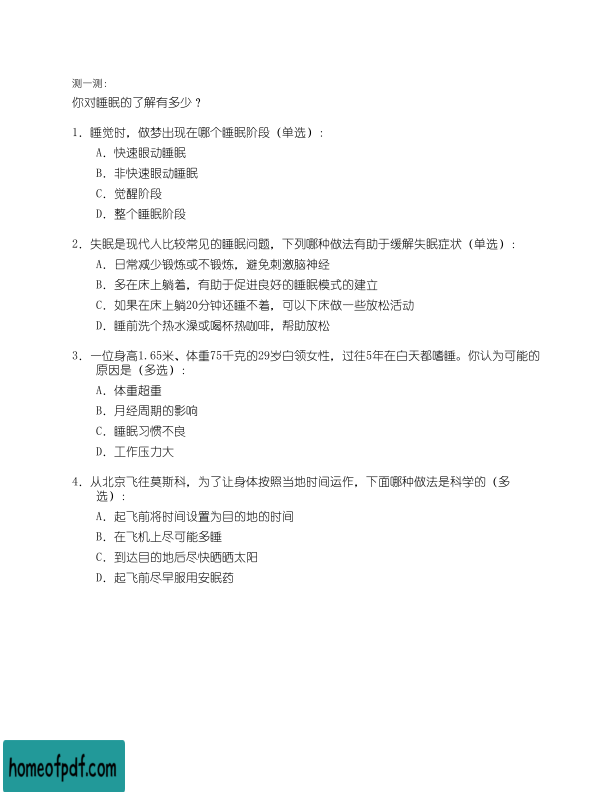 测一测:
你对睡眠的了解有多少？
1. 睡觉时，做梦出现在哪个睡眠阶段（单选）:
A. 快速眼动睡眠
B. 非快速眼动睡眠
C. 觉醒阶段
D. 整个睡眠阶段
2. 失眠是现代人比较常见的睡眠问题，下列哪种做法有助于缓解失眠症状（单选）:
A. 日常减少锻炼或不锻炼，避免刺激脑神经
B. 多在床上躺着，有助于促进良好的睡眠模式的建立
C. 如果在床上躺20分钟还睡不着，可以下床做一些放松活动
D. 睡前洗个热水澡或喝杯热咖啡，帮助放松
3. 一位身高1.65米、体重75千克的29岁白领女性，过往5年在白天都嗜睡。你认为可能的
原因是（多选）:
A. 体重超重
B. 月经周期的影响
C. 睡眠习惯不良
D. 工作压力大
4. 从北京飞往莫斯科，为了让身体按照当地时间运作，下面哪种做法是科学的（多
选）:
A. 起飞前将时间设置为目的地的时间
B. 在飞机上尽可能多睡
C. 到达目的地后尽快晒晒太阳
D. 起飞前尽早服用安眠药
homeofpdf.com